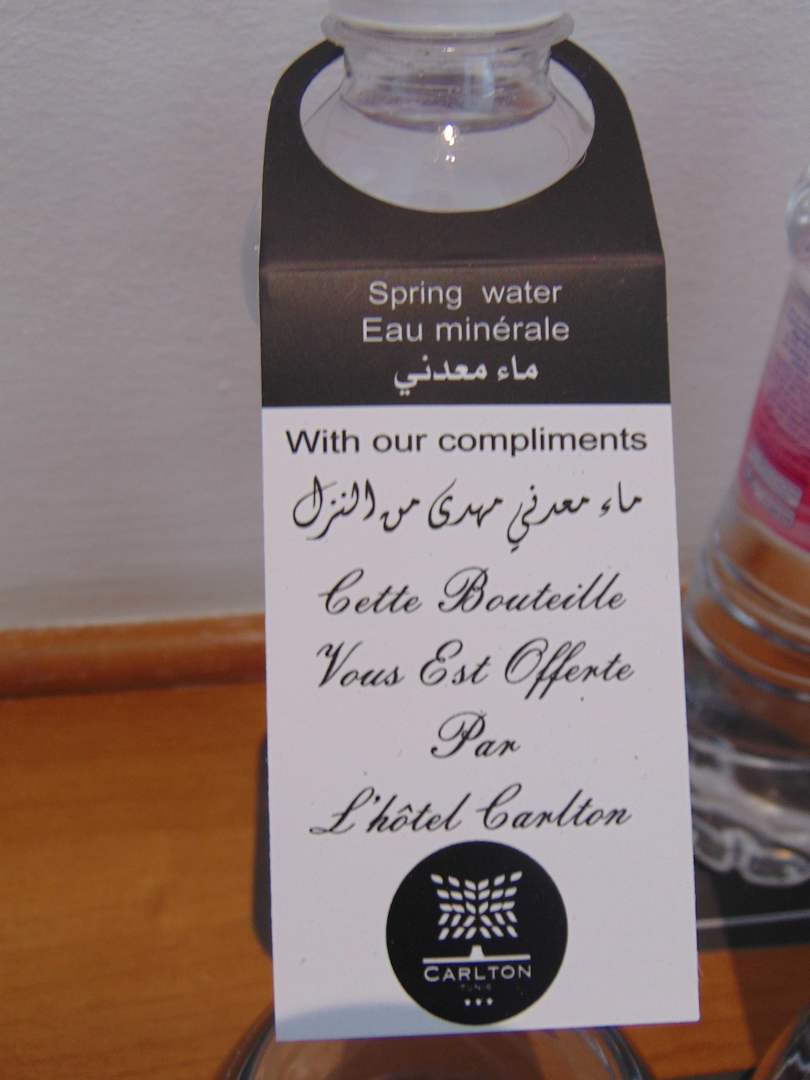 Spring water
Eau minérale
ماء معدني
With our compliments
ماء معدني مهدى من النزل
Cette Bouteille
Vous Est Offerte
Par
L'hôtel Carlton
CARLTON
TUNIS